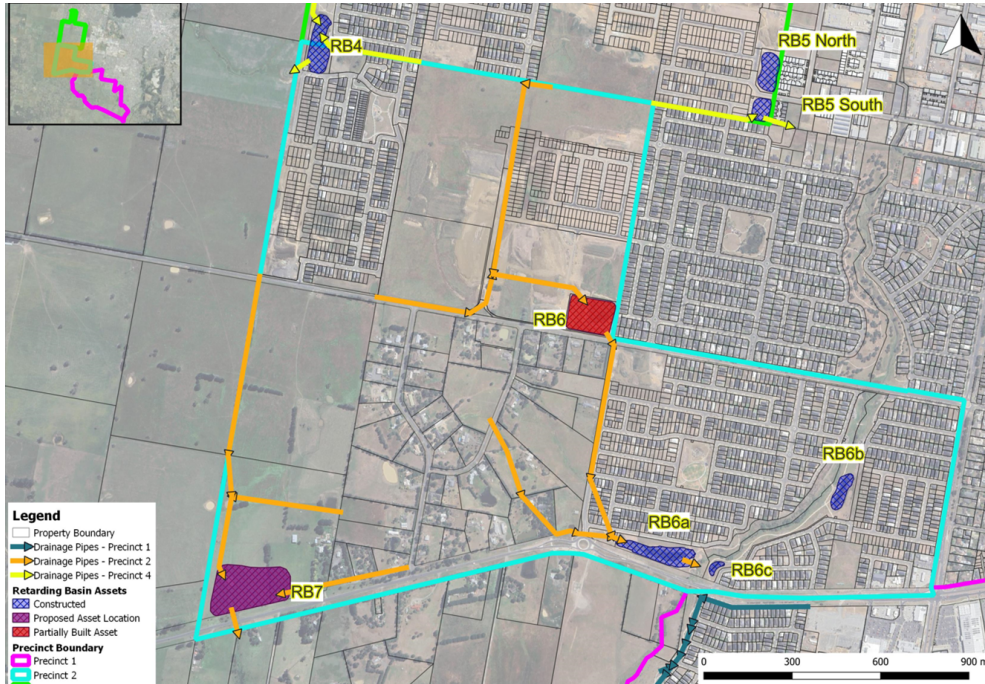 RB4
RB5 North
RB5 South
RB6
RB6b
RB6a
RB6c
RB7
Legend
Property Boundary
Drainage Pipes - Precinct 1
Drainage Pipes - Precinct 2
Drainage Pipes - Precinct 4
Retarding Basin Assets
Constructed
Proposed Asset Location
Partially Built Asset
Precinct Boundary
Precinct 1
Precinct 2
0 300 600 900 m